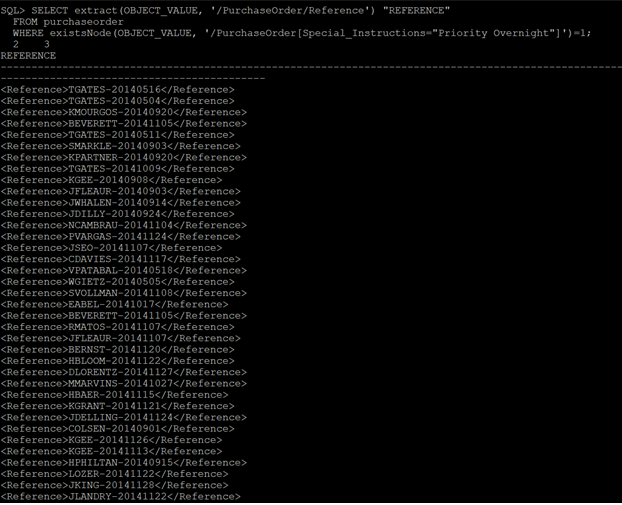 SQL> SELECT extract(OBJECT_VALUE, '/PurchaseOrder/Reference') "REFERENCE"
  FROM purchaseorder
  WHERE existsNode(OBJECT_VALUE, '/PurchaseOrder[Special_Instructions="Priority Overnight"]')=1;
  2    3
REFERENCE
--------------------------------------------------------------------------------------------------------
--------------------------------------------
<Reference>TGATES-20140516</Reference>
<Reference>TGATES-20140504</Reference>
<Reference>KMOURGOS-20140920</Reference>
<Reference>BEVERETT-20141105</Reference>
<Reference>TGATES-20140511</Reference>
<Reference>SMARKLE-20140903</Reference>
<Reference>KPARTNER-20140920</Reference>
<Reference>TGATES-20141009</Reference>
<Reference>KGEE-20140908</Reference>
<Reference>JFLEAUR-20140903</Reference>
<Reference>JWHALEN-20140914</Reference>
<Reference>JDILLY-20140924</Reference>
<Reference>NCAMBRAU-20141104</Reference>
<Reference>PVARGAS-20141124</Reference>
<Reference>JSEO-20141107</Reference>
<Reference>CDAVIES-20141117</Reference>
<Reference>VPATABAL-20140518</Reference>
<Reference>WGIETZ-20140505</Reference>
<Reference>SVOLLMAN-20141108</Reference>
<Reference>EABEL-20141017</Reference>
<Reference>BEVERETT-20141105</Reference>
<Reference>RMATOS-20141107</Reference>
<Reference>JFLEAUR-20141107</Reference>
<Reference>BERNST-20141120</Reference>
<Reference>HBLOOM-20141122</Reference>
<Reference>DLORENTZ-20141127</Reference>
<Reference>MMARVINS-20141027</Reference>
<Reference>HBAER-20141115</Reference>
<Reference>KGRANT-20141121</Reference>
<Reference>JDELLING-20141124</Reference>
<Reference>COLSEN-20140901</Reference>
<Reference>KGEE-20141126</Reference>
<Reference>KGEE-20141113</Reference>
<Reference>HPHILTAN-20140915</Reference>
<Reference>LOZER-20141122</Reference>
<Reference>JKING-20141128</Reference>
<Reference>JLANDRY-20141122</Reference>